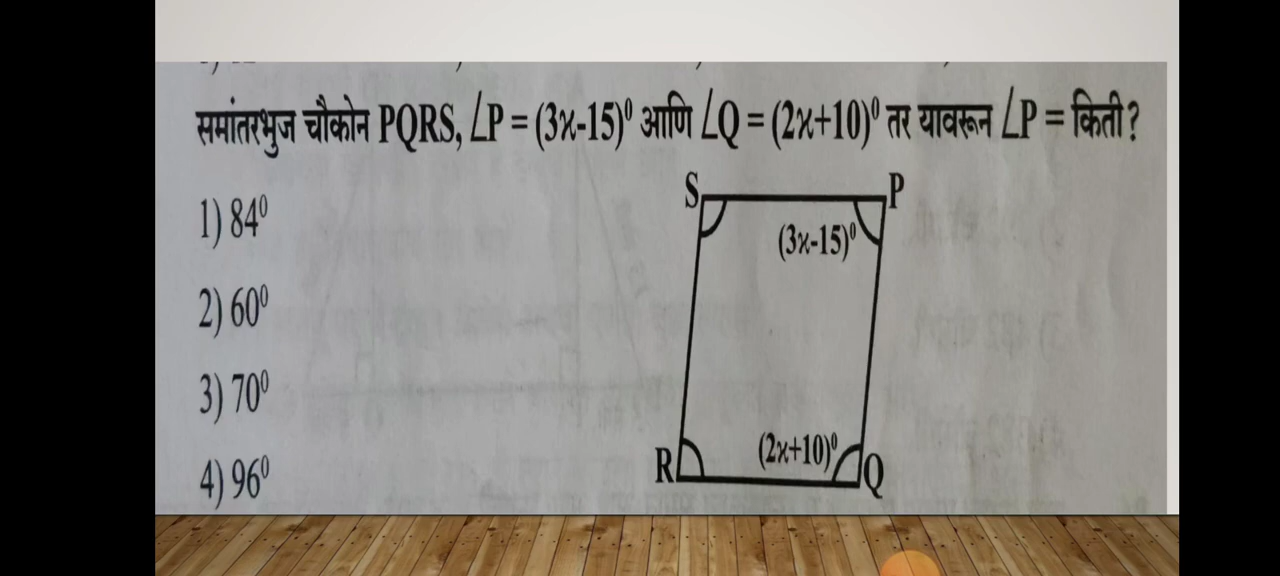 समांतरभुज चौकोन PQRS, ∠P = (3x-15)⁰ आणि ∠Q = (2x+10)⁰ तर यावरून ∠P = किती?
1) 84⁰
2) 60⁰
3) 70⁰
4) 96⁰
S
P
(3x-15)⁰
(2x+10)⁰
R
Q